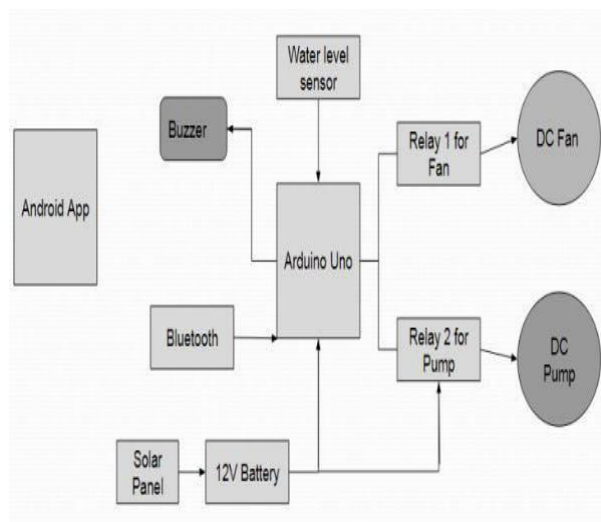 Water level
sensor
Buzzer
Relay 1 for
Fan
DC Fan
Android App
Arduino Uno
Bluetooth
Relay 2 for
Pump
DC
Pump
Solar
Panel
12V Battery